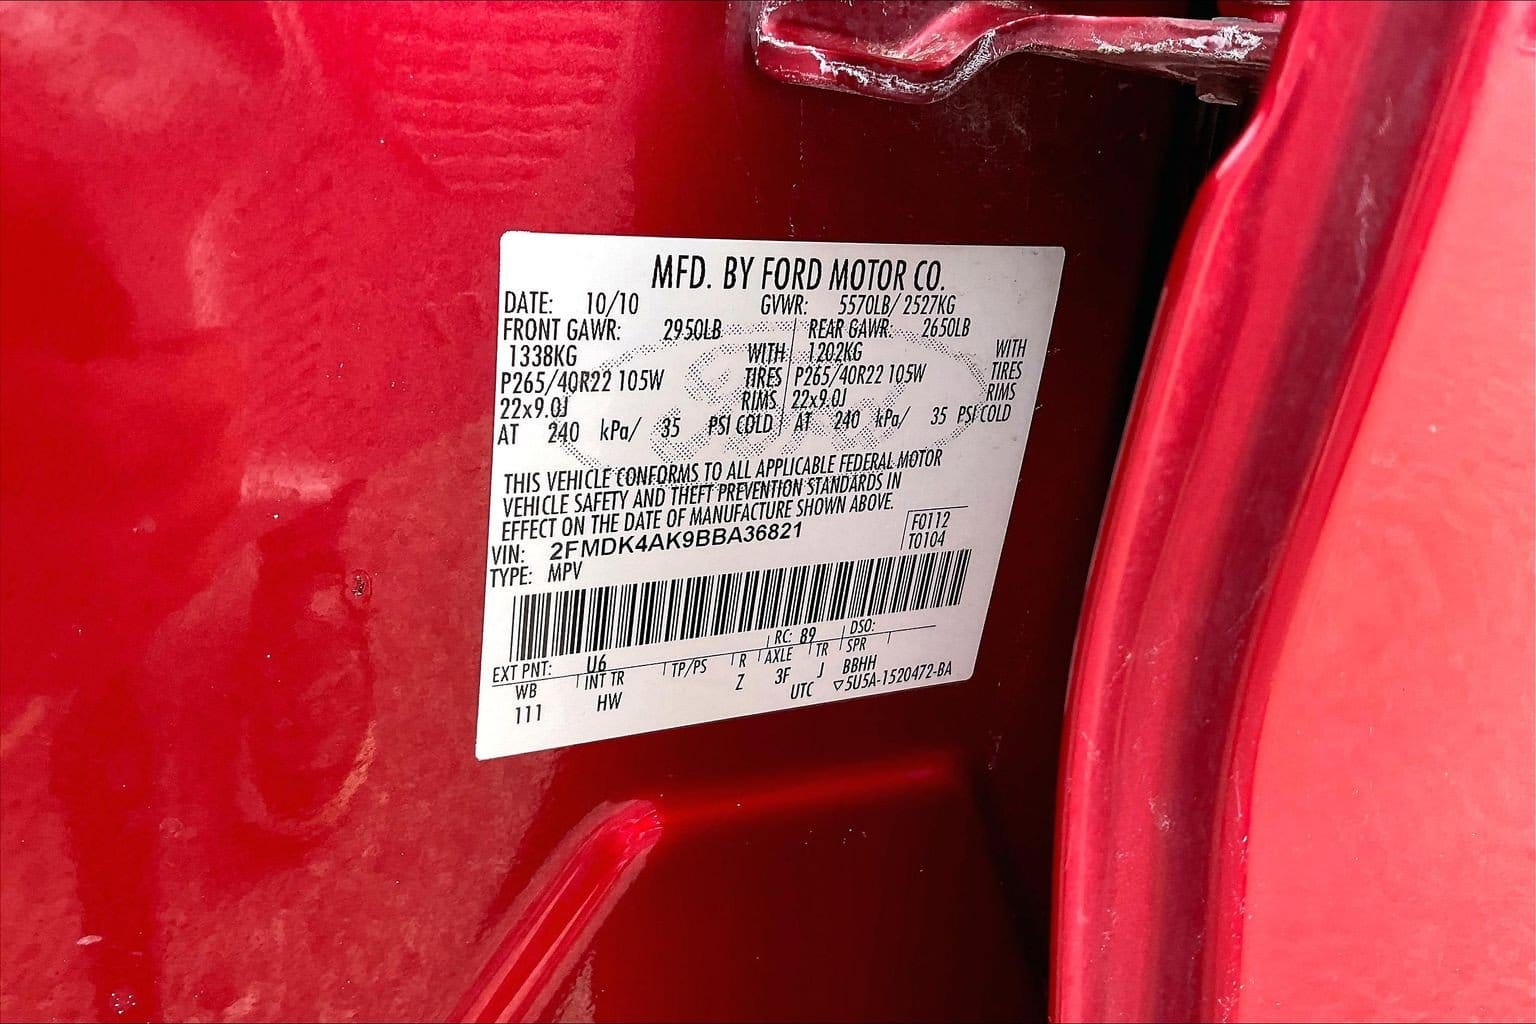 MFD. BY FORD MOTOR CO.
DATE: 10/10 GVWR: 5570LB/ 2527KG
FRONT GAWR: 2950LB REAR GAWR: 2650LB
1338KG WITH 1202KG WITH
P265/40R22 105W TIRES P265/40R22 105W TIRES
22x9.0J RIMS 22x9.0J RIMS
AT 240 kPa/ 35 PSI COLD AT 240 kPa/ 35 PSI COLD
THIS VEHICLE CONFORMS TO ALL APPLICABLE FEDERAL MOTOR
VEHICLE SAFETY AND THEFT PREVENTION STANDARDS IN
EFFECT ON THE DATE OF MANUFACTURE SHOWN ABOVE.
VIN: 2FMDK4AK9BBA36821 F0112
TYPE: MPV T0104
EXT PNT: U6 RC: 89 DSO:
WB INT TR TP/PS R AXLE TR SPR
111 HW Z 3F J BBHH
UTC ▽5U5A-1520472-BA